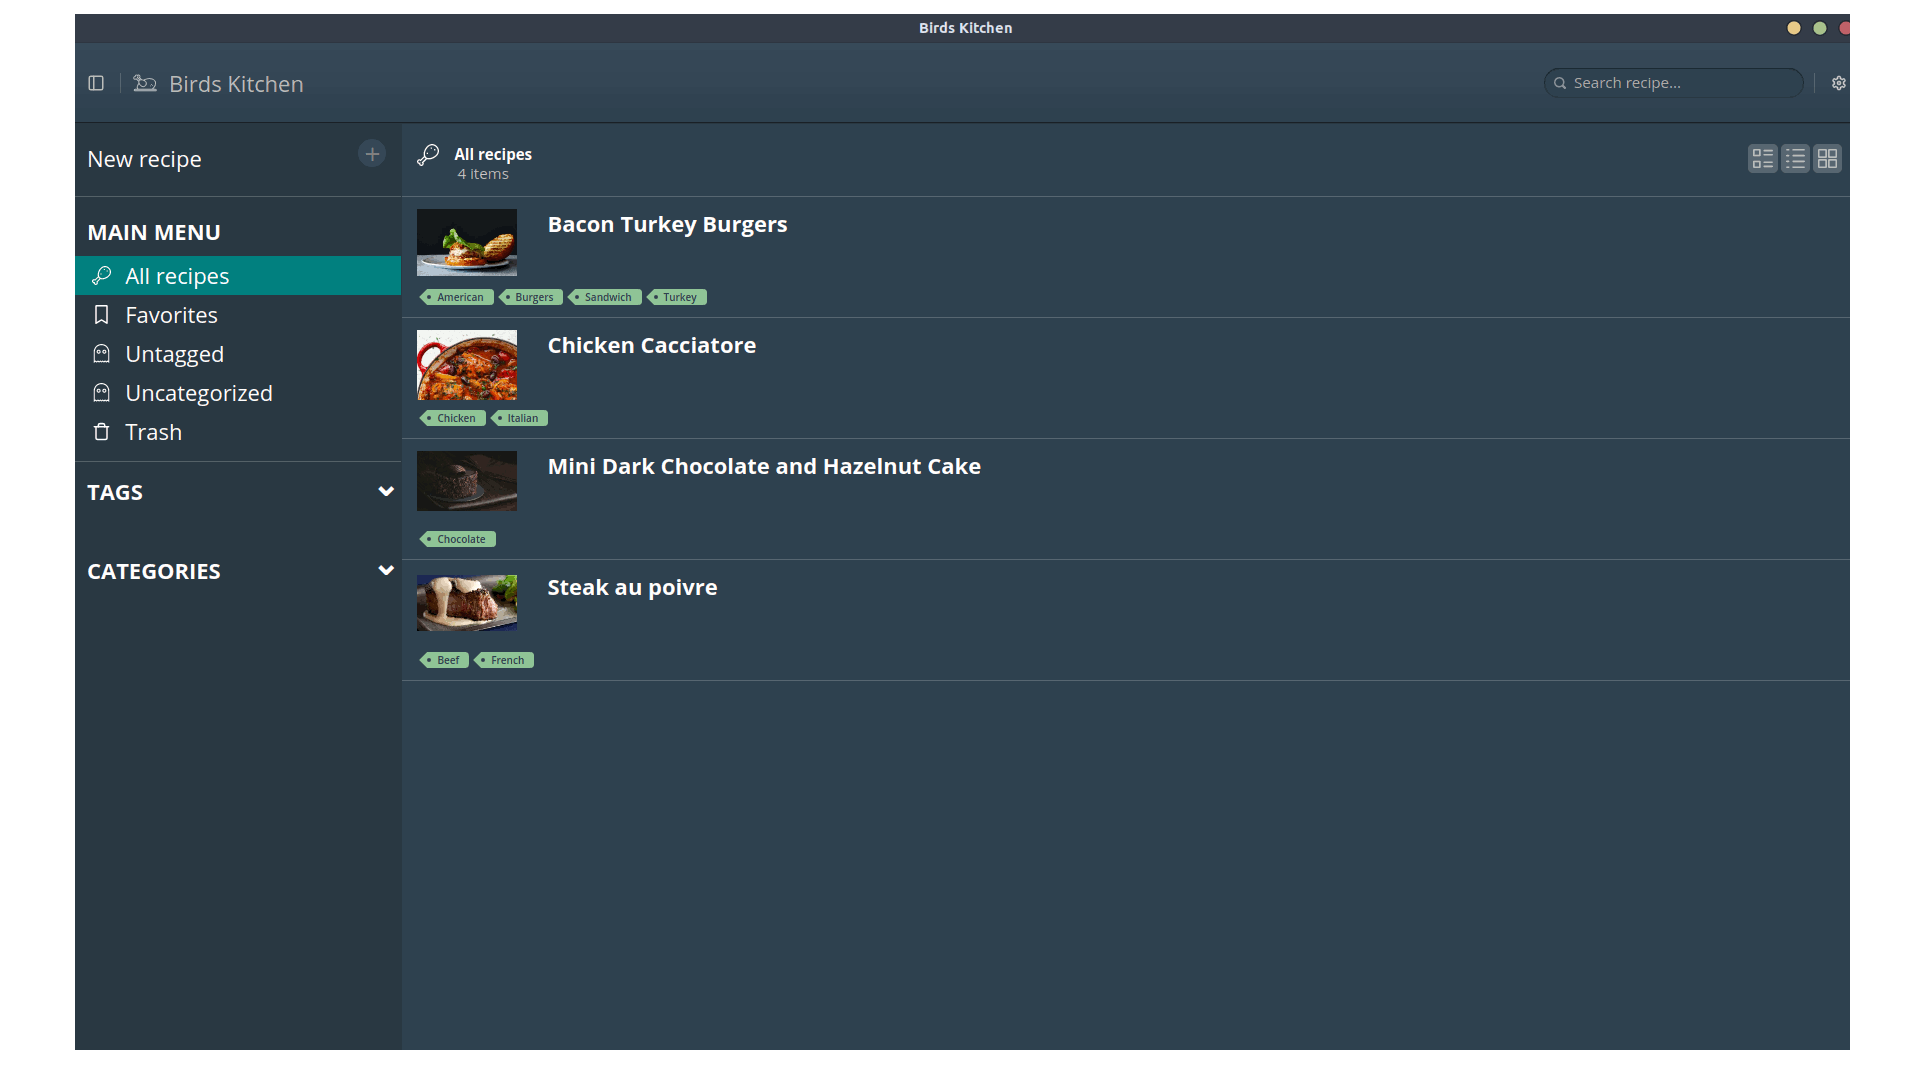 Birds Kitchen
Birds Kitchen
Search recipe...
New recipe
All recipes
4 items
MAIN MENU
All recipes
Favorites
Untagged
Uncategorized
Trash
TAGS
CATEGORIES
Bacon Turkey Burgers
American Burgers Sandwich Turkey
Chicken Cacciatore
Chicken Italian
Mini Dark Chocolate and Hazelnut Cake
Chocolate
Steak au poivre
Beef French